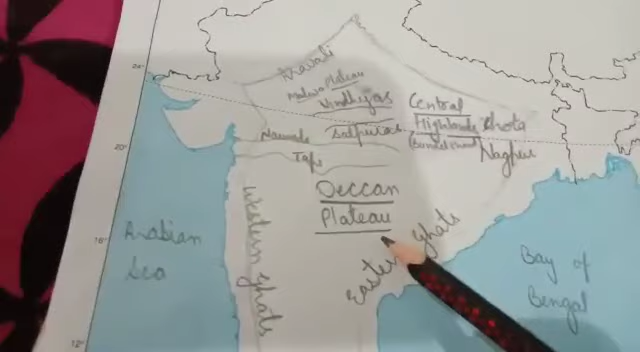 Aravali
24°
Malwa Plateau
Vindhyas
Central
Highlands
Chota
Nagpur
Narmada Satpuras
20°
Tapi
Deccan
Plateau
Western Ghats
Eastern Ghats
16°
Arabian
Sea
Bay of
Bengal
12°